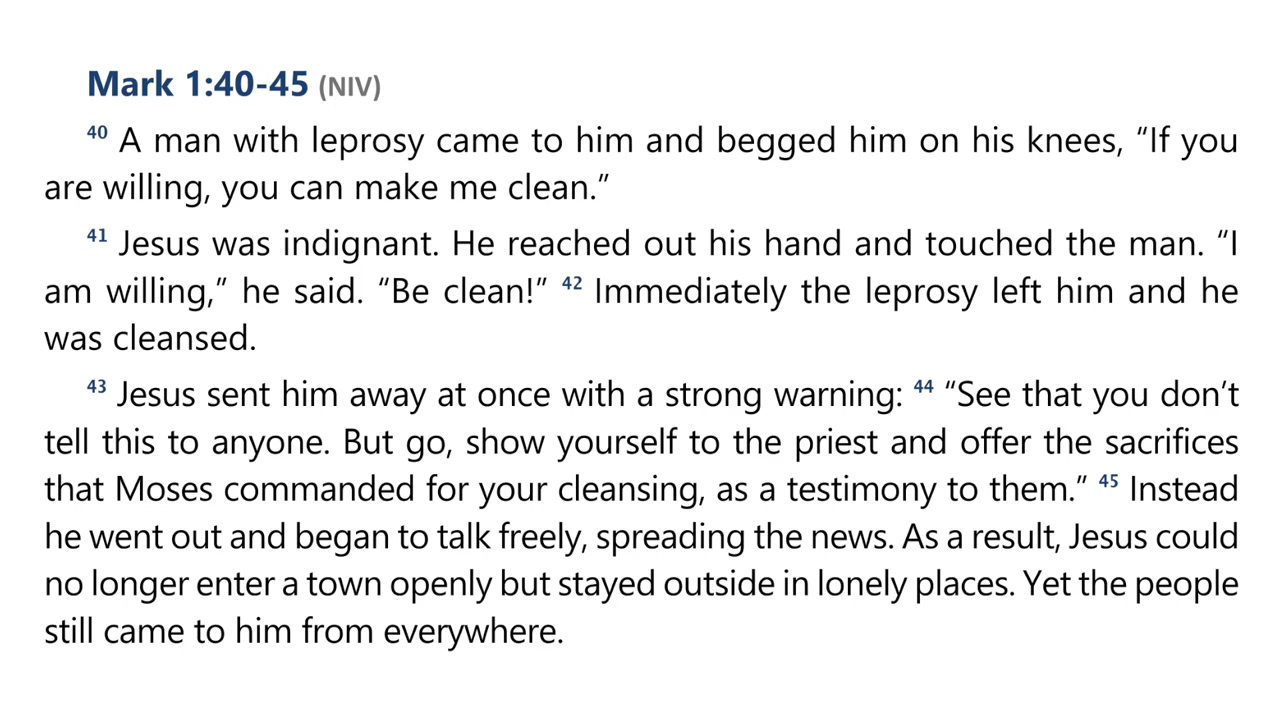 Mark 1:40-45 (NIV)
40 A man with leprosy came to him and begged him on his knees, “If you
are willing, you can make me clean.”
41 Jesus was indignant. He reached out his hand and touched the man. “I
am willing,” he said. “Be clean!” 42 Immediately the leprosy left him and he
was cleansed.
43 Jesus sent him away at once with a strong warning: 44 “See that you don’t
tell this to anyone. But go, show yourself to the priest and offer the sacrifices
that Moses commanded for your cleansing, as a testimony to them.” 45 Instead
he went out and began to talk freely, spreading the news. As a result, Jesus could
no longer enter a town openly but stayed outside in lonely places. Yet the people
still came to him from everywhere.